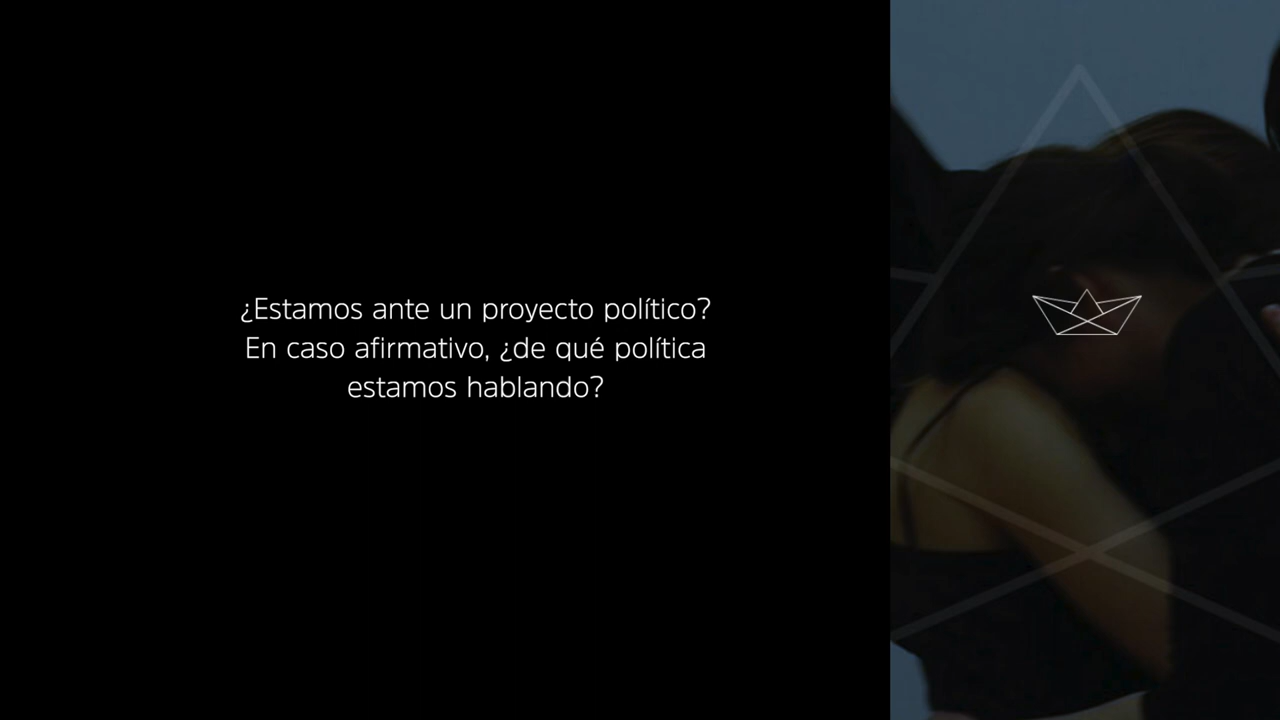 ¿Estamos ante un proyecto político?
En caso afirmativo, ¿de qué política
estamos hablando?